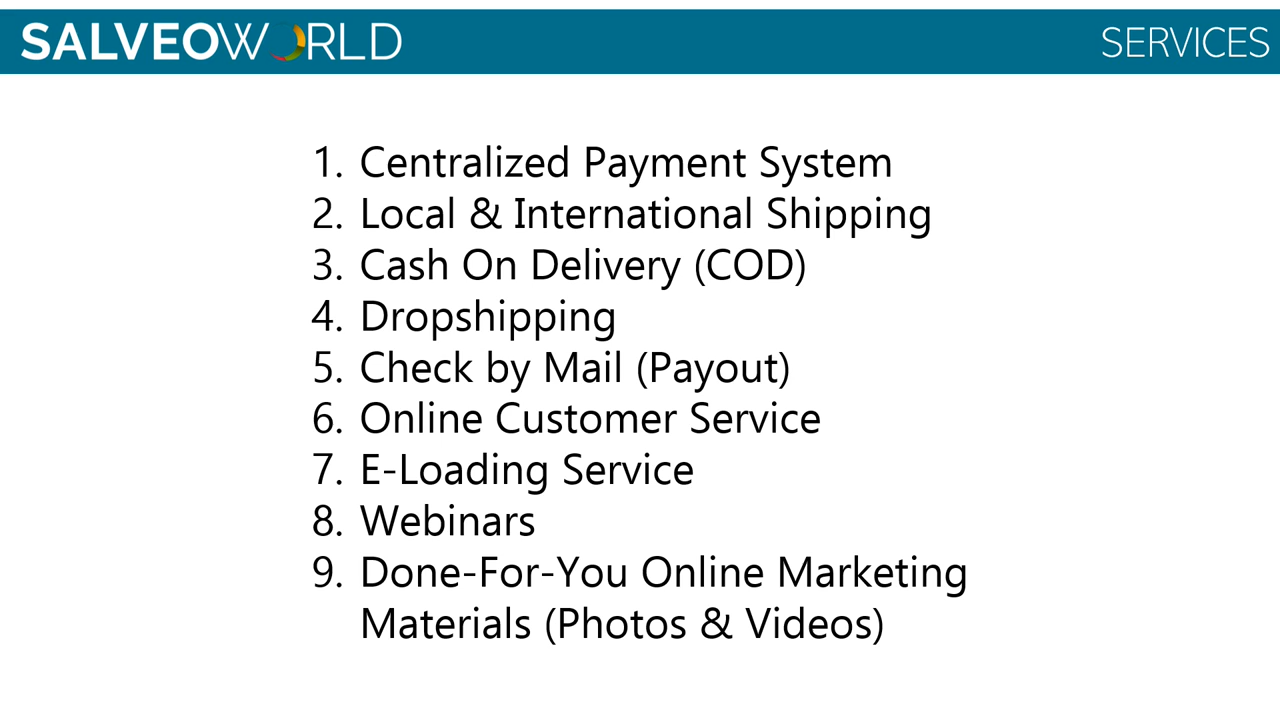 SALVEOWORLD
SERVICES
1. Centralized Payment System
2. Local & International Shipping
3. Cash On Delivery (COD)
4. Dropshipping
5. Check by Mail (Payout)
6. Online Customer Service
7. E-Loading Service
8. Webinars
9. Done-For-You Online Marketing
Materials (Photos & Videos)